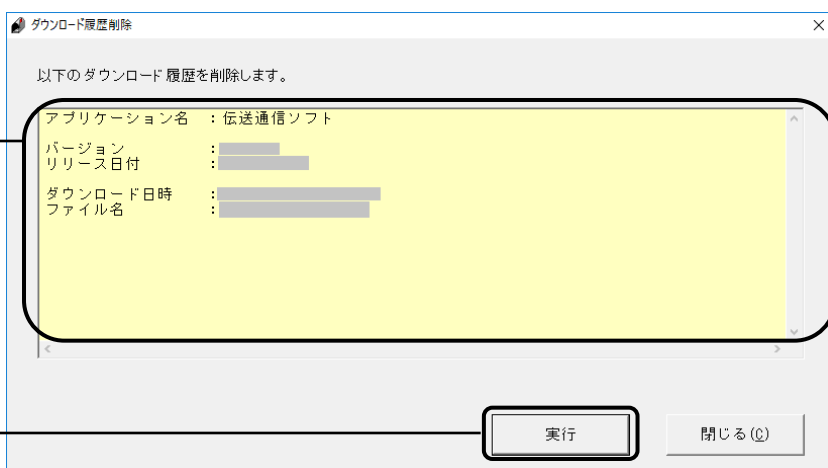 ダウンロード履歴削除
以下のダウンロード履歴を削除します。
アプリケーション名 :伝送通信ソフト
バージョン :
リリース日付 :
ダウンロード日時 :
ファイル名 :
実行 閉じる(C)